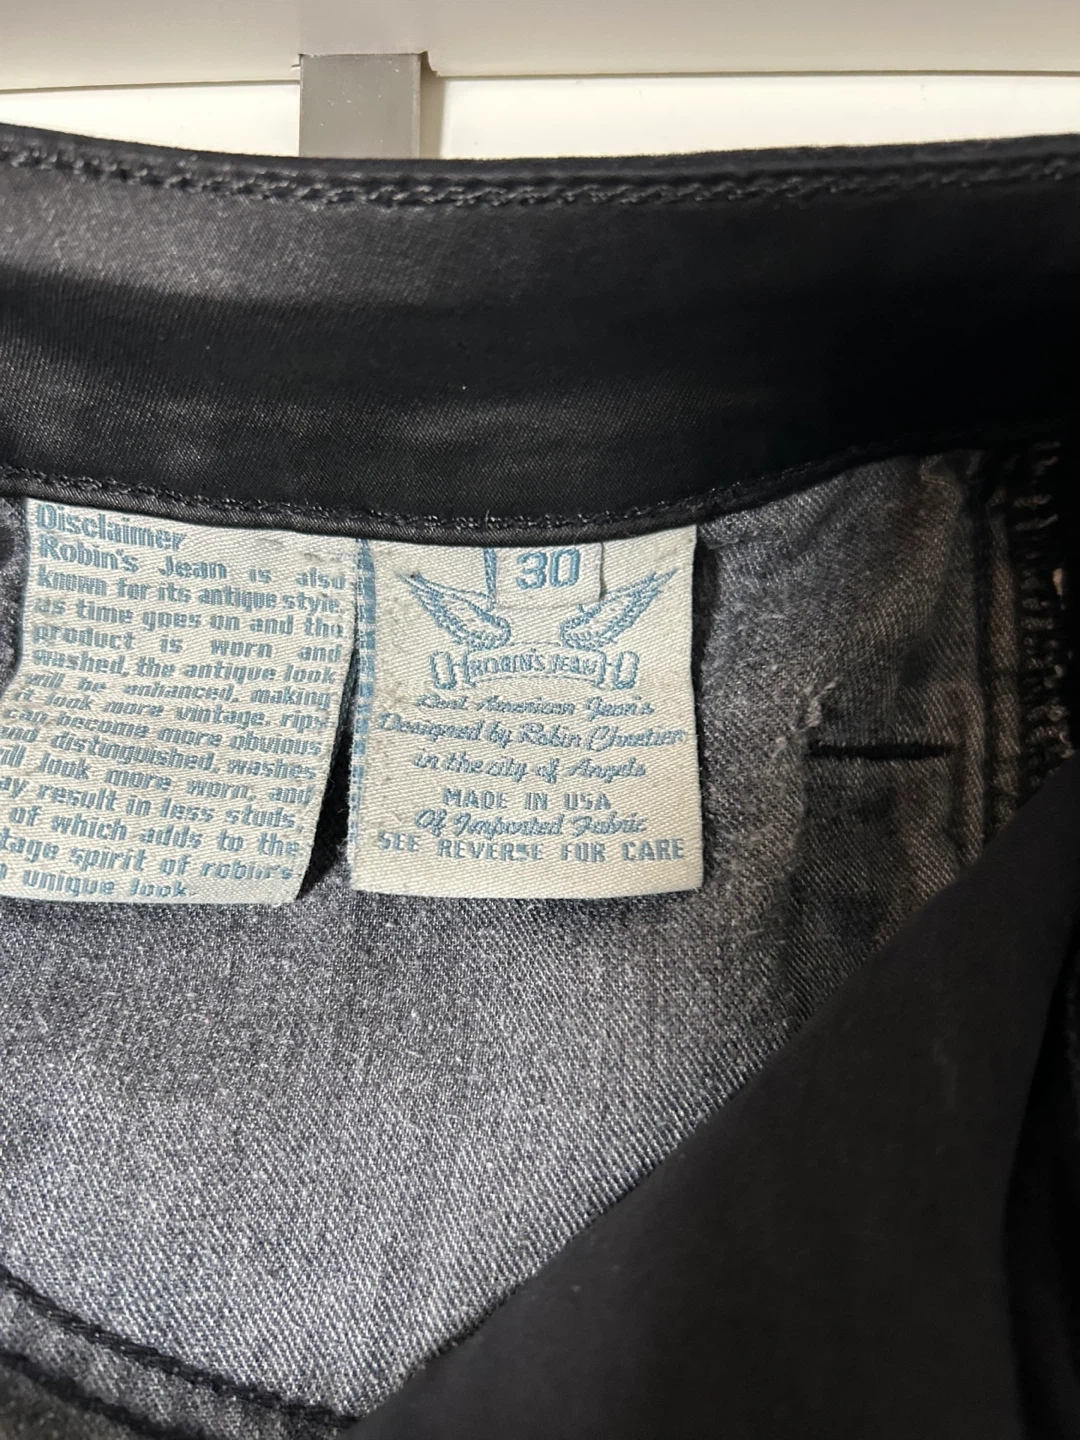 Disclaimer
Robin's Jean is also
known for its antique style,
as time goes on and the
product is worn and
washed, the antique look
will be enhanced, making
it look more vintage, rips
can become more obvious
and distinguished, washes
will look more worn, and
may result in less studs,
of which adds to the
spirit of robin's
unique look.
30
ROBIN'S JEAN
Real American Jean's
Designed by Robin Chretien
in the city of Angels
MADE IN USA
Of Imported Fabric
SEE REVERSE FOR CARE